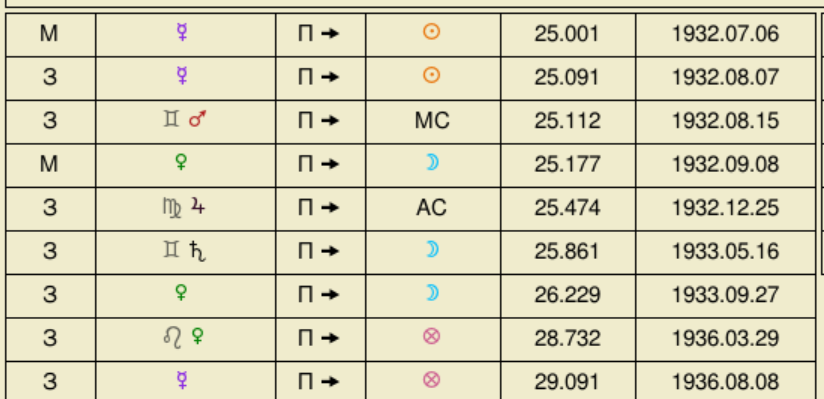 М ☿ П → ☉ 25.001 1932.07.06
З ☿ П → ☉ 25.091 1932.08.07
З ♊ ♂ П → MC 25.112 1932.08.15
М ♀ П → ☽ 25.177 1932.09.08
З ♍ ♃ П → AC 25.474 1932.12.25
З ♊ ♄ П → ☽ 25.861 1933.05.16
З ♀ П → ☽ 26.229 1933.09.27
З ♌ ♀ П → ⊗ 28.732 1936.03.29
З ☿ П → ⊗ 29.091 1936.08.08